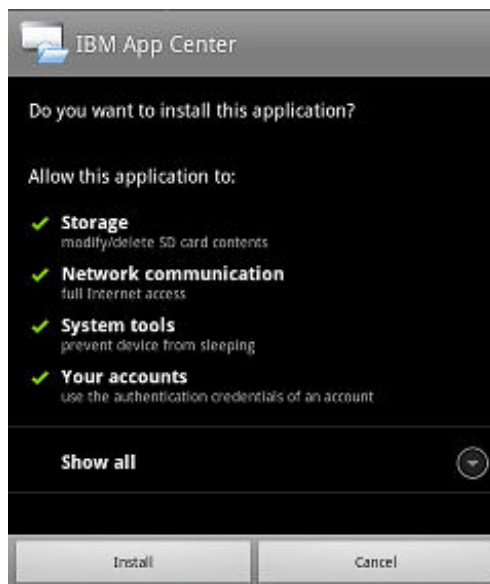 IBM App Center
Do you want to install this application?
Allow this application to:
Storage
modify/delete SD card contents
Network communication
full Internet access
System tools
prevent device from sleeping
Your accounts
use the authentication credentials of an account
Show all
Install
Cancel